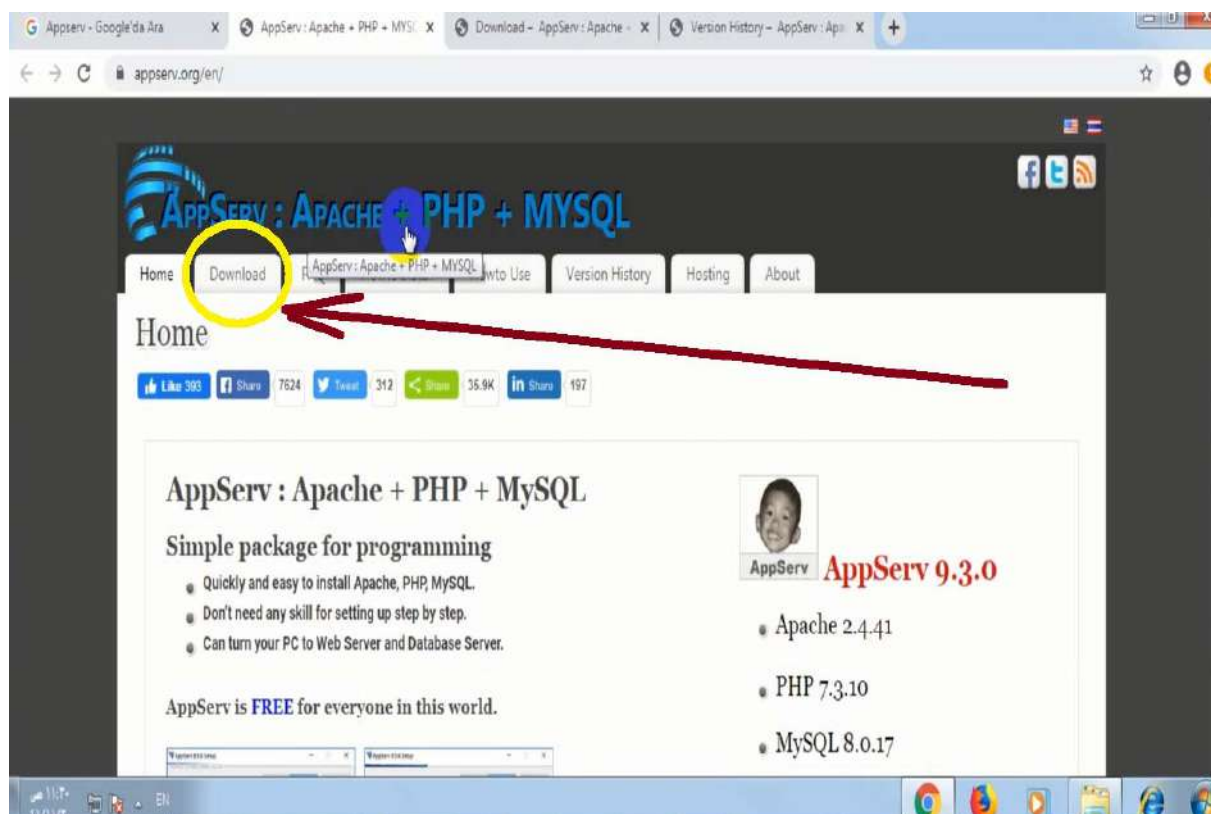 Appserv - Google'da Ara
AppServ : Apache + PHP + MYS
Download – AppServ : Apache -
Version History – AppServ : Apa
appserv.org/en/
APPSERV : APACHE + PHP + MYSQL
AppServ : Apache + PHP + MYSQL
Home
Download
wto Use
Version History
Hosting
About
Home
Like 393
Share
7624
Tweet
312
Share
35.9K
in Share
197
AppServ : Apache + PHP + MySQL
Simple package for programming
Quickly and easy to install Apache, PHP, MySQL.
Don't need any skill for setting up step by step.
Can turn your PC to Web Server and Database Server.
AppServ is FREE for everyone in this world.
AppServ
AppServ 9.3.0
Apache 2.4.41
PHP 7.3.10
MySQL 8.0.17
١١:٢٠ ص
EN